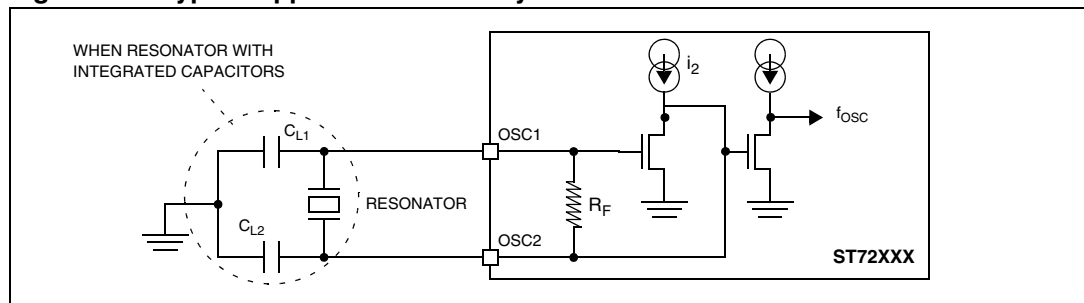 WHEN RESONATOR WITH
INTEGRATED CAPACITORS
CL1
CL2
RESONATOR
OSC1
OSC2
RF
i2
fOSC
ST72XXX